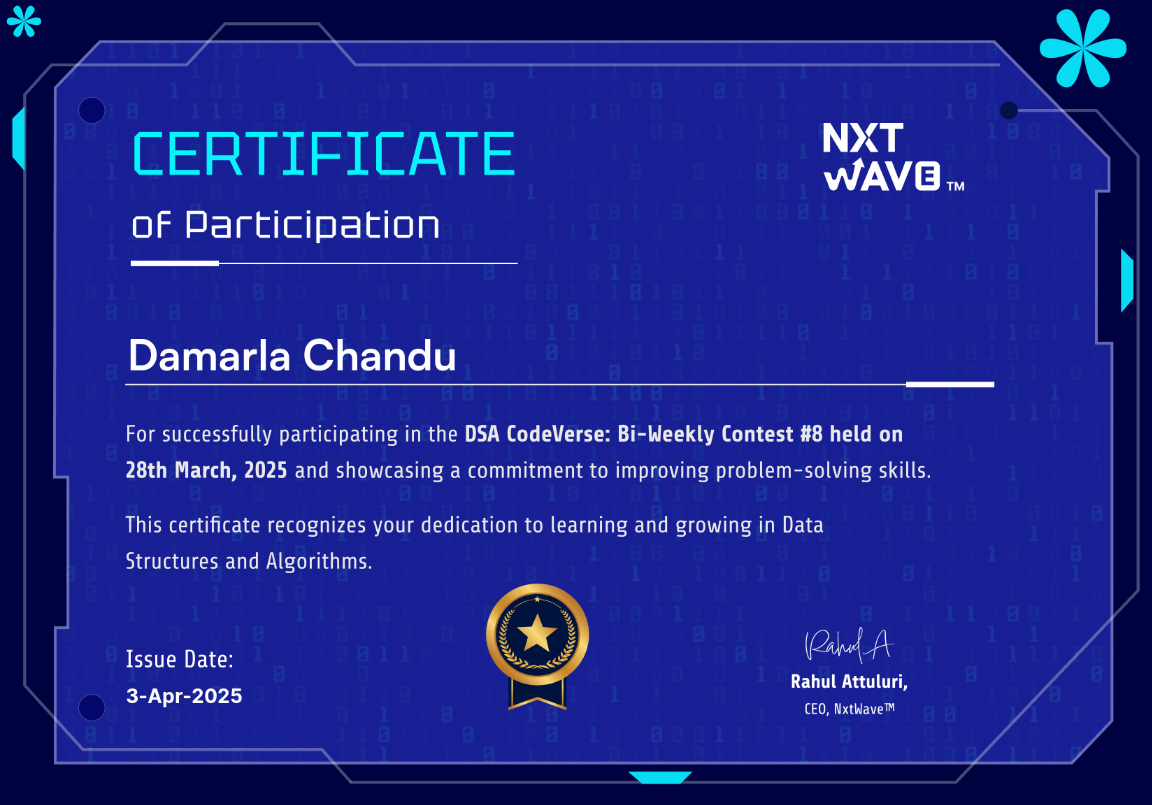 CERTIFICATE
of Participation
NXT
WAVE™
Damarla Chandu
For successfully participating in the DSA CodeVerse: Bi-Weekly Contest #8 held on
28th March, 2025 and showcasing a commitment to improving problem-solving skills.
This certificate recognizes your dedication to learning and growing in Data
Structures and Algorithms.
Issue Date:
3-Apr-2025
Rahul A
Rahul Attuluri,
CEO, NxtWave™